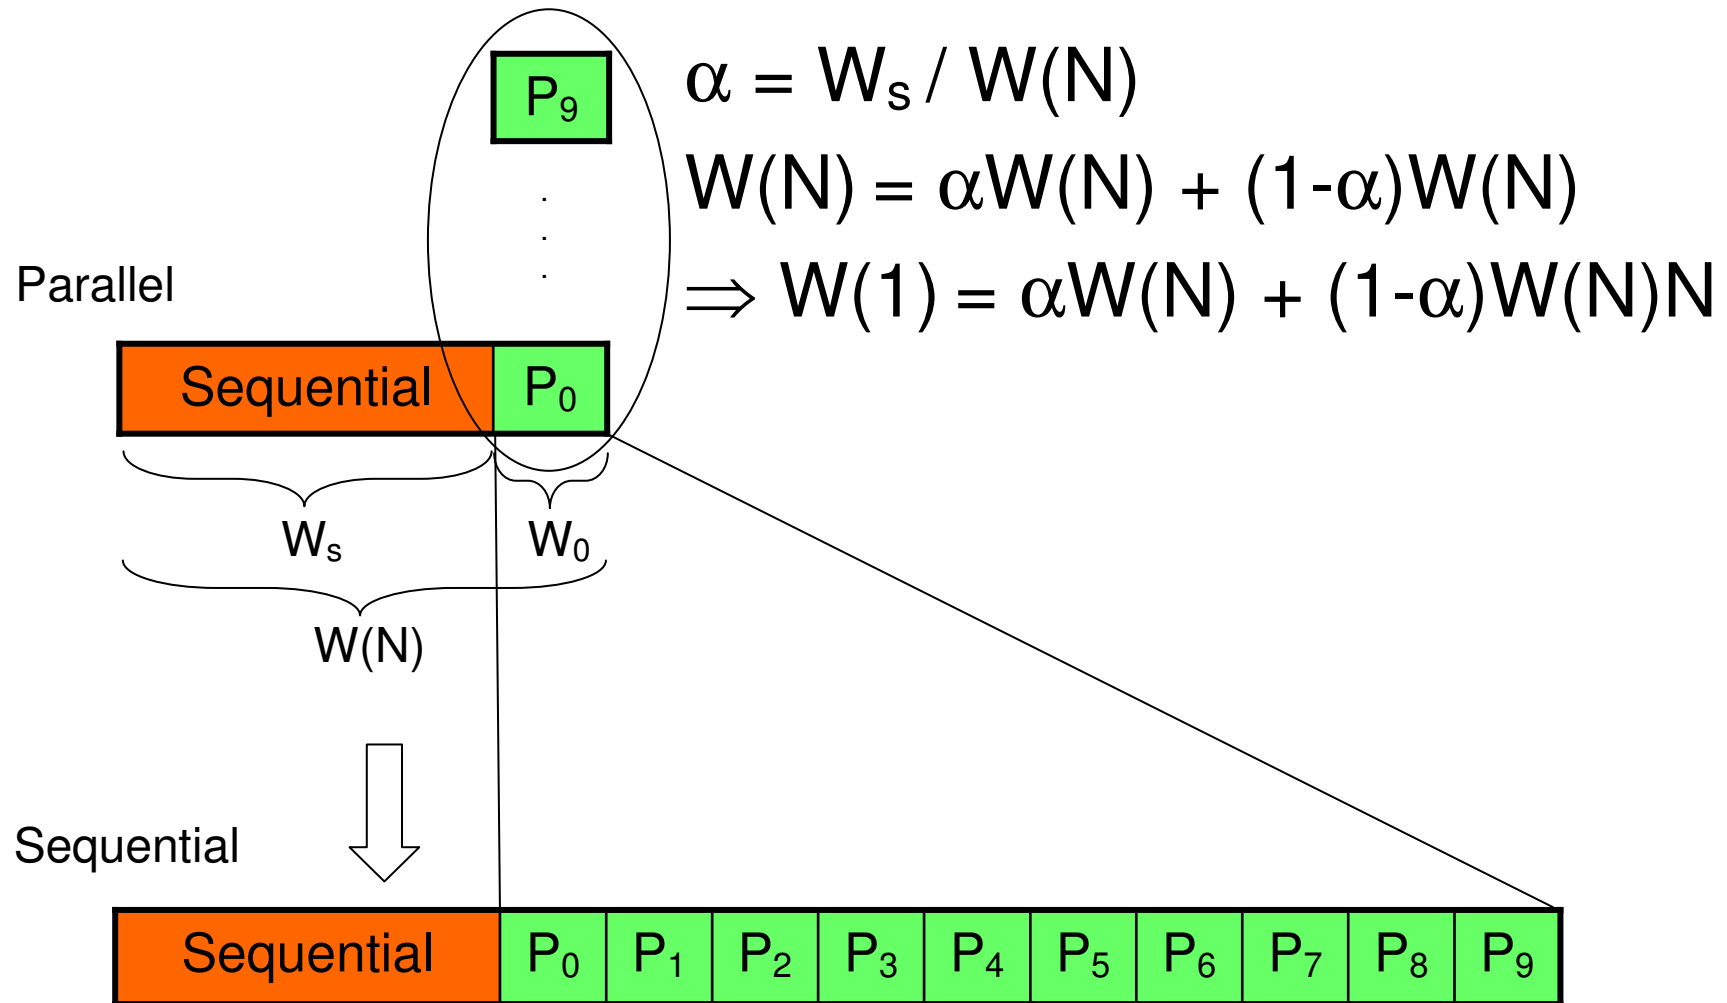 P₉
α = Wₛ / W(N)
W(N) = αW(N) + (1-α)W(N)
⇒ W(1) = αW(N) + (1-α)W(N)N
Parallel
Sequential P₀
Wₛ W₀
W(N)
Sequential
Sequential P₀ P₁ P₂ P₃ P₄ P₅ P₆ P₇ P₈ P₉